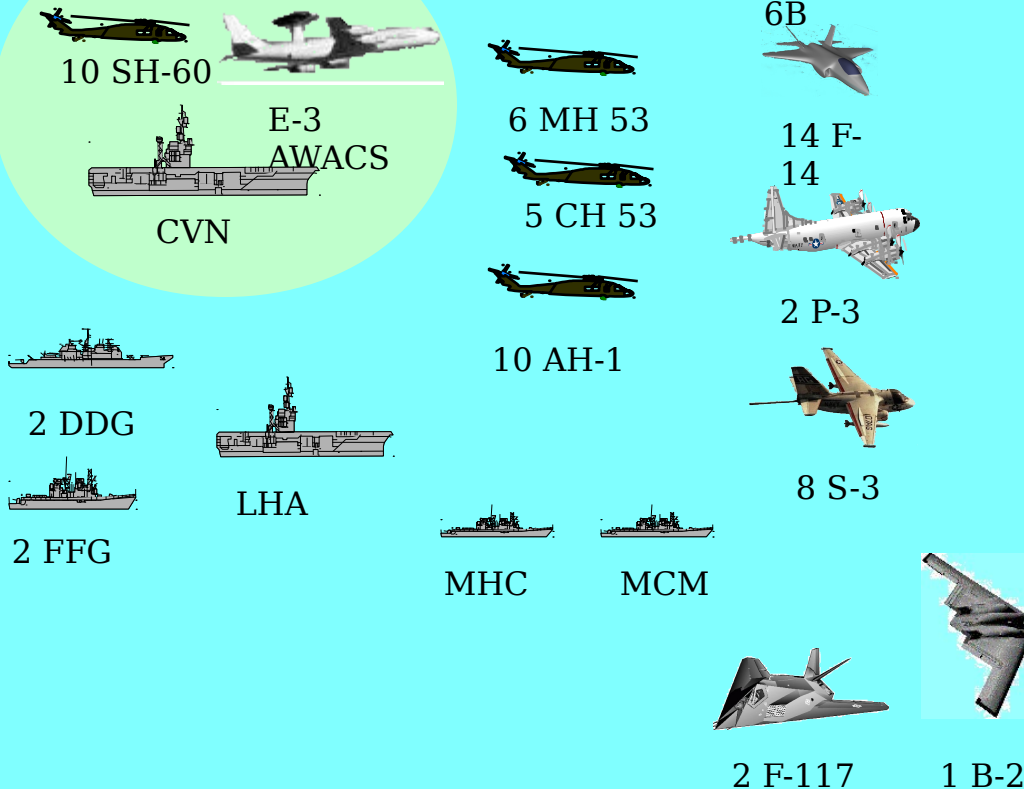 6B
10 SH-60
E-3
AWACS
6 MH 53
14 F-
14
5 CH 53
CVN
2 P-3
10 AH-1
2 DDG
8 S-3
LHA
2 FFG
MHC
MCM
2 F-117
1 B-2